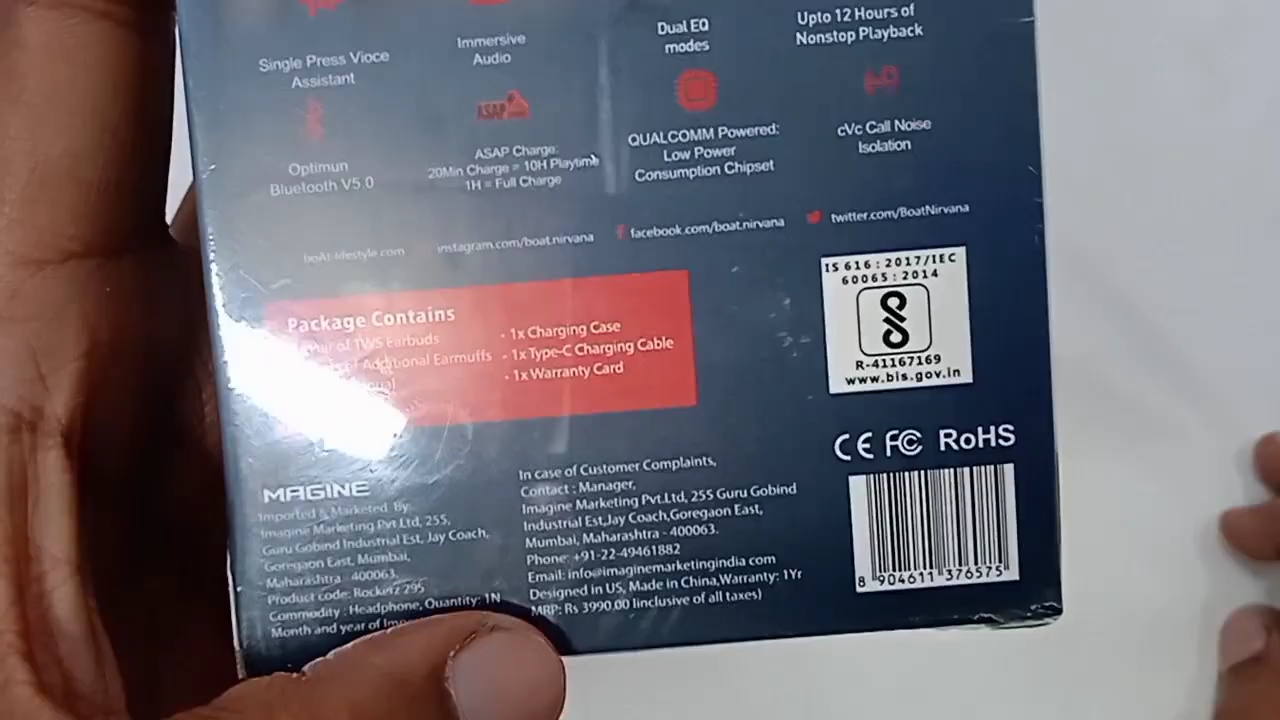 Single Press Vioce
Assistant
Immersive
Audio
Dual EQ
modes
Upto 12 Hours of
Nonstop Playback
Optimun
Bluetooth V5.0
ASAP
ASAP Charge:
20Min Charge = 10H Playtime
1H = Full Charge
QUALCOMM Powered:
Low Power
Consumption Chipset
cVc Call Noise
Isolation
boAt-lifestyle.com
instagram.com/boat.nirvana
facebook.com/boat.nirvana
twitter.com/BoatNirvana
Package Contains
of TWS Earbuds
of Additional Earmuffs
• 1x Charging Case
• 1x Type-C Charging Cable
• 1x Warranty Card
IS 616 : 2017/IEC
60065 : 2014
R-41167169
www.bis.gov.in
CE FC RoHS
MAGINE
Imported & Marketed By:
Imagine Marketing Pvt.Ltd, 255,
Guru Gobind Industrial Est, Jay Coach,
Goregaon East, Mumbai,
Maharashtra - 400063.
Product code: Rockerz 295
Commodity : Headphone, Quantity: 1N
Month and year of
In case of Customer Complaints,
Contact : Manager,
Imagine Marketing Pvt.Ltd, 255 Guru Gobind
Industrial Est,Jay Coach,Goregaon East,
Mumbai, Maharashtra - 400063.
Phone: +91-22-49461882
Email: info@imaginemarketingindia.com
Designed in US, Made in China,Warranty: 1Yr
MRP: Rs 3990.00 (inclusive of all taxes)
8 904611 376575